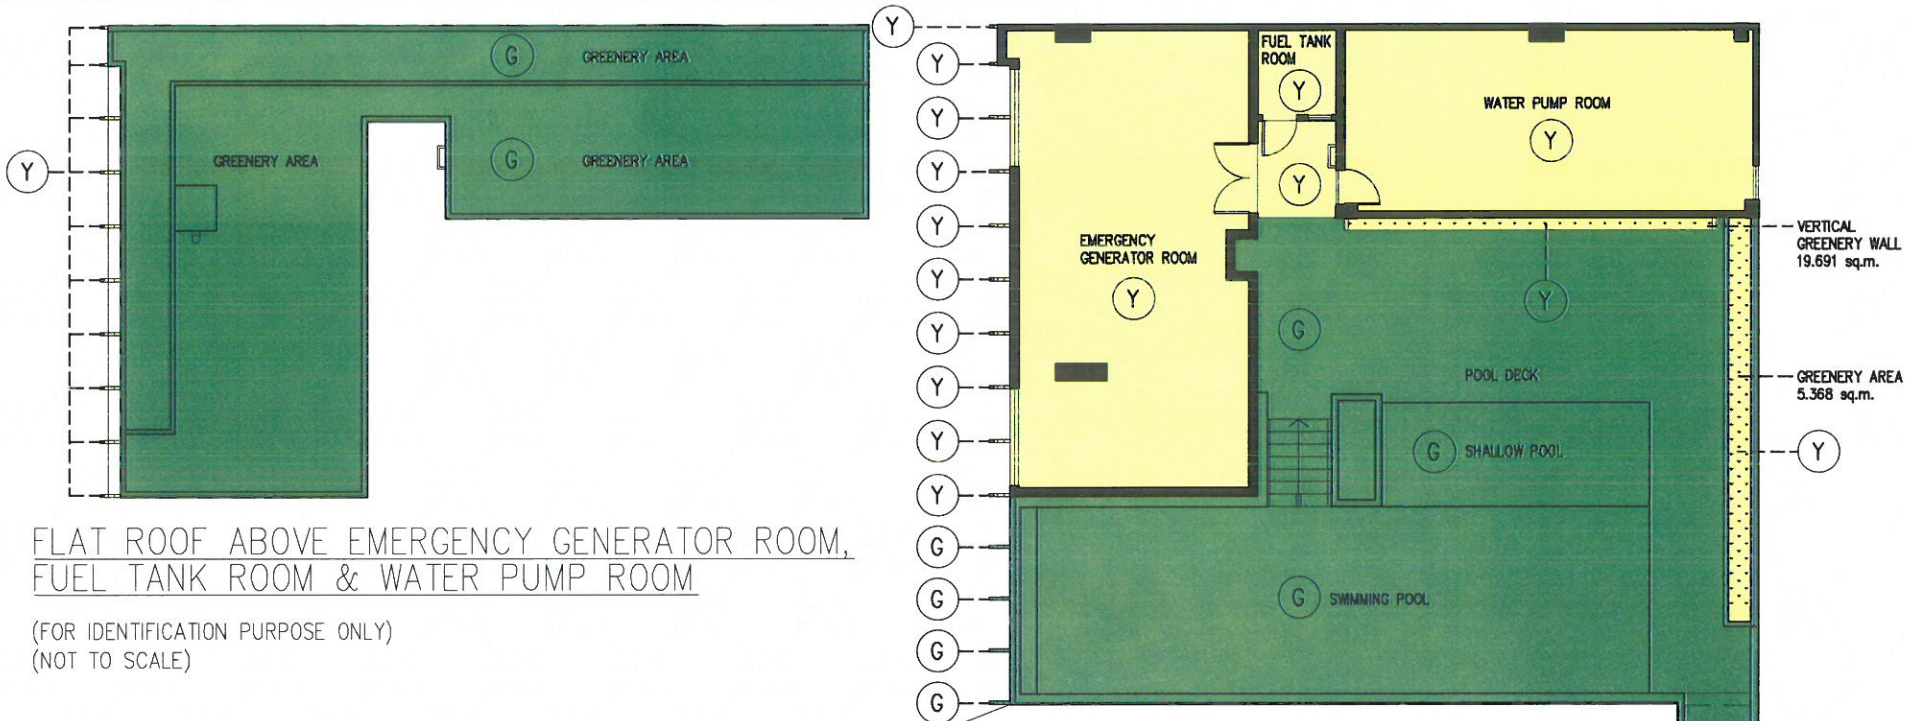 G GREENERY AREA
GREENERY AREA G GREENERY AREA
Y
FLAT ROOF ABOVE EMERGENCY GENERATOR ROOM,
FUEL TANK ROOM & WATER PUMP ROOM
(FOR IDENTIFICATION PURPOSE ONLY)
(NOT TO SCALE)
Y
Y
Y
Y
Y
Y
Y
Y
Y
Y
G
G
G
G
FUEL TANK
ROOM
Y
WATER PUMP ROOM
Y
Y
EMERGENCY
GENERATOR ROOM
Y
VERTICAL
GREENERY WALL
19.691 sq.m.
Y
G
POOL DECK
GREENERY AREA
5.368 sq.m.
G SHALLOW POOL
Y
G SWIMMING POOL